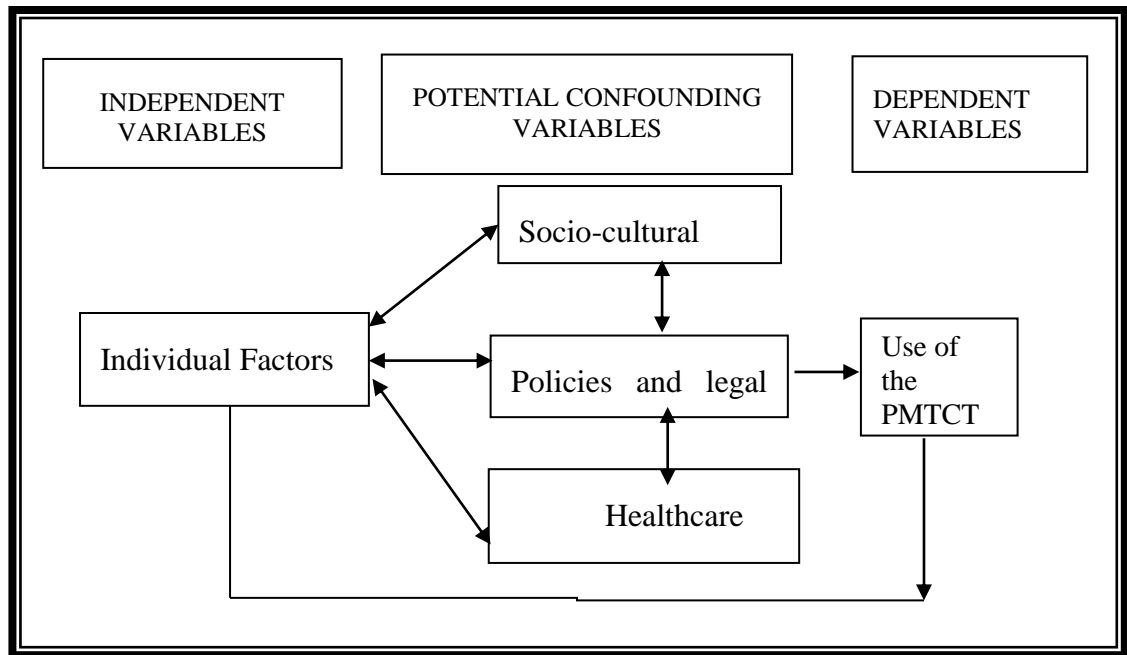 INDEPENDENT
VARIABLES
POTENTIAL CONFOUNDING
VARIABLES
DEPENDENT
VARIABLES
Socio-cultural
Individual Factors
Policies and legal
Use of
the
PMTCT
Healthcare